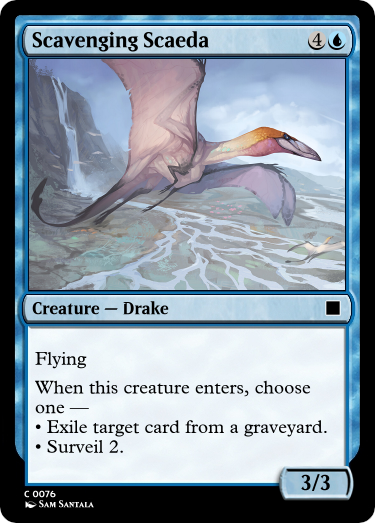 Scavenging Scaeda 4
Creature — Drake
Flying
When this creature enters, choose
one —
• Exile target card from a graveyard.
• Surveil 2.
3/3
C 0076
Sam Santala